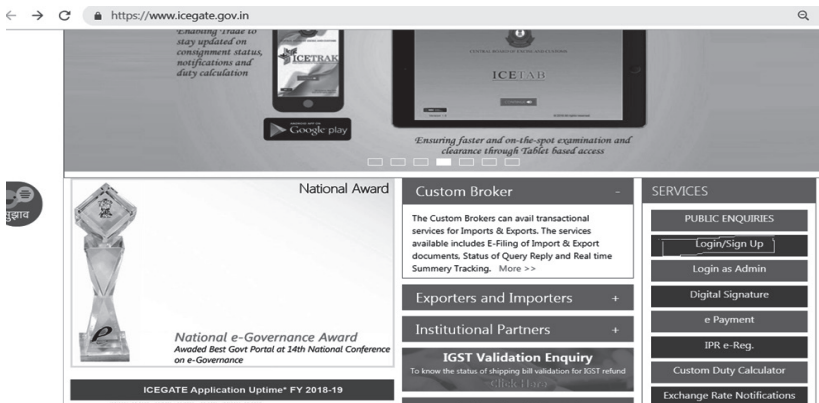 https://www.icegate.gov.in
Enabling Trade to
stay updated on
consignment status,
notifications and
duty calculation
ICETRAK
Google play
ICETAB
Ensuring faster and on-the-spot examination and
clearance through Tablet based access
सुझाव
National Award
National e-Governance Award
Awaded Best Govt Portal at 14th National Conference
on e-Governance
ICEGATE Application Uptime* FY 2018-19
Custom Broker -
The Custom Brokers can avail transactional
services for Imports & Exports. The services
available includes E-Filing of Import & Export
documents, Status of Query Reply and Real time
Summery Tracking. More >>
Exporters and Importers +
Institutional Partners +
IGST Validation Enquiry
To know the status of shipping bill validation for IGST refund
Click Here
SERVICES
PUBLIC ENQUIRIES
Login/Sign Up
Login as Admin
Digital Signature
e Payment
IPR e-Reg.
Custom Duty Calculator
Exchange Rate Notifications